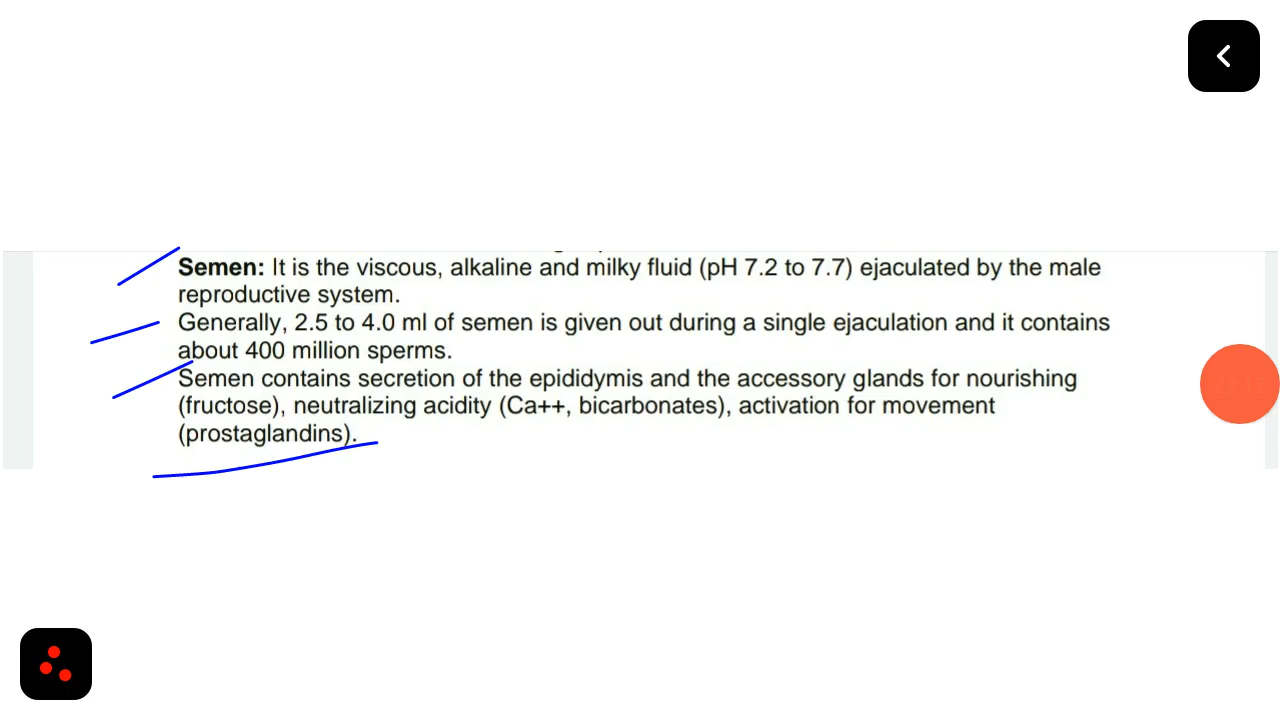 Semen: It is the viscous, alkaline and milky fluid (pH 7.2 to 7.7) ejaculated by the male
reproductive system.
Generally, 2.5 to 4.0 ml of semen is given out during a single ejaculation and it contains
about 400 million sperms.
Semen contains secretion of the epididymis and the accessory glands for nourishing
(fructose), neutralizing acidity (Ca++, bicarbonates), activation for movement
(prostaglandins).